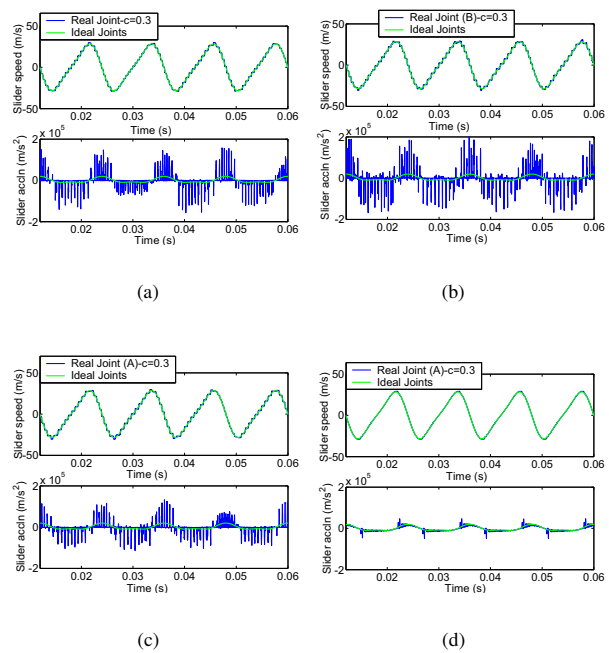 Real Joint-c=0.3
Ideal Joints
Slider speed (m/s)
50
0
-50
0.02 0.03 0.04 0.05 0.06
Time (s)
x 10^5
Slider accdn (m/s^2)
2
0
-2
0.02 0.03 0.04 0.05 0.06
Time (s)
(a)
Real Joint (B)-c=0.3
Ideal Joints
Slider speed (m/s)
50
0
-50
0.02 0.03 0.04 0.05 0.06
Time (s)
x 10^5
Slider accdn (m/s^2)
2
0
-2
0.02 0.03 0.04 0.05 0.06
Time (s)
(b)
Real Joint (A)-c=0.3
Ideal Joints
Slider speed (m/s)
50
0
-50
0.02 0.03 0.04 0.05 0.06
Time (s)
x 10^5
Slider accdn (m/s^2)
2
0
-2
0.02 0.03 0.04 0.05 0.06
Time (s)
(c)
Real Joint (A)-c=0.3
Ideal Joints
Slider speed (m/s)
50
0
-50
0.02 0.03 0.04 0.05 0.06
Time (s)
x 10^5
Slider accdn (m/s^2)
2
0
-2
0.02 0.03 0.04 0.05 0.06
Time (s)
(d)